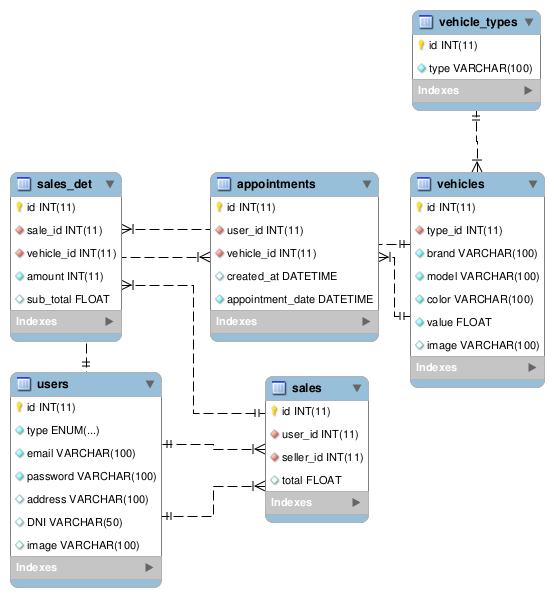 vehicle_types
id INT(11)
type VARCHAR(100)
Indexes
sales_det
id INT(11)
sale_id INT(11)
vehicle_id INT(11)
amount INT(11)
sub_total FLOAT
Indexes
appointments
id INT(11)
user_id INT(11)
vehicle_id INT(11)
created_at DATETIME
appointment_date DATETIME
Indexes
vehicles
id INT(11)
type_id INT(11)
brand VARCHAR(100)
model VARCHAR(100)
color VARCHAR(100)
value FLOAT
image VARCHAR(100)
Indexes
users
id INT(11)
type ENUM(...)
email VARCHAR(100)
password VARCHAR(100)
address VARCHAR(100)
DNI VARCHAR(50)
image VARCHAR(100)
Indexes
sales
id INT(11)
user_id INT(11)
seller_id INT(11)
total FLOAT
Indexes